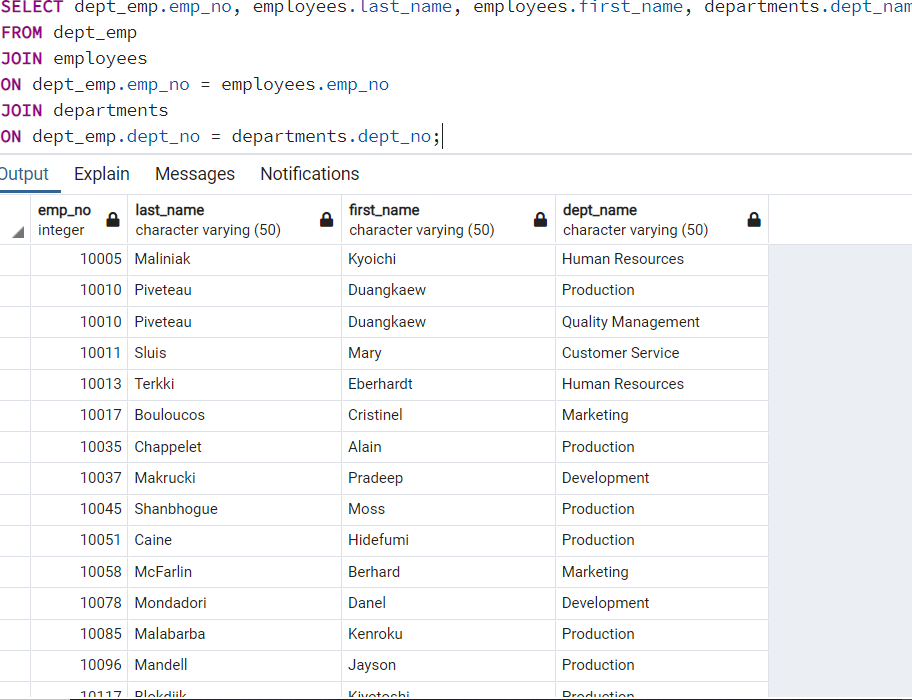 SELECT dept_emp.emp_no, employees.last_name, employees.first_name, departments.dept_nam
FROM dept_emp
JOIN employees
ON dept_emp.emp_no = employees.emp_no
JOIN departments
ON dept_emp.dept_no = departments.dept_no;
Output Explain Messages Notifications
emp_no last_name first_name dept_name
integer character varying (50) character varying (50) character varying (50)
10005 Maliniak Kyoichi Human Resources
10010 Piveteau Duangkaew Production
10010 Piveteau Duangkaew Quality Management
10011 Sluis Mary Customer Service
10013 Terkki Eberhardt Human Resources
10017 Bouloucos Cristinel Marketing
10035 Chappelet Alain Production
10037 Makrucki Pradeep Development
10045 Shanbhogue Moss Production
10051 Caine Hidefumi Production
10058 McFarlin Berhard Marketing
10078 Mondadori Danel Development
10085 Malabarba Kenroku Production
10096 Mandell Jayson Production
10117 Blokdijk Kiyotoshi Production